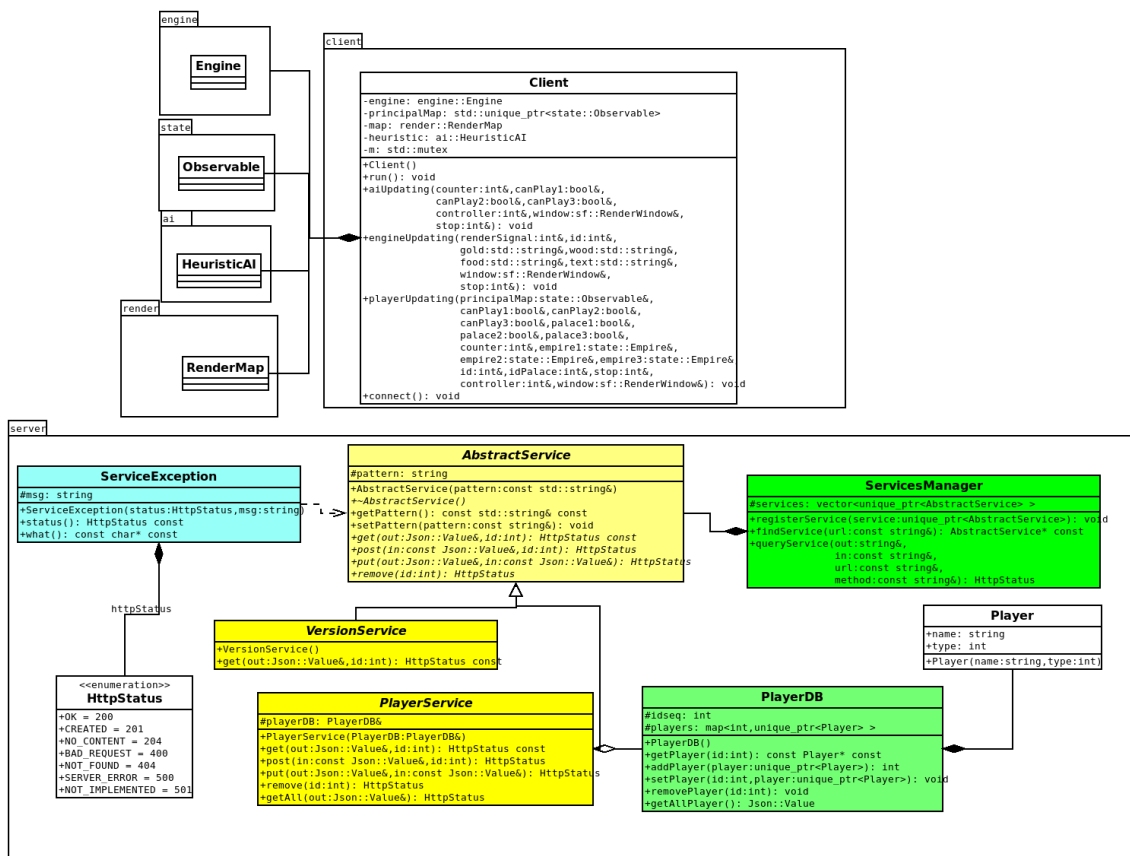 engine
Engine
state
Observable
ai
HeuristicAI
render
RenderMap
client
Client
-engine: engine::Engine
-principalMap: std::unique_ptr<state::Observable>
-map: render::RenderMap
-heuristic: ai::HeuristicAI
-m: std::mutex
+Client()
+run(): void
+aiUpdating(counter:int&,canPlay1:bool&,
canPlay2:bool&,canPlay3:bool&,
controller:int&,window:sf::RenderWindow&,
stop:int&): void
+engineUpdating(renderSignal:int&,id:int&,
gold:std::string&,wood:std::string&,
food:std::string&,text:std::string&,
window:sf::RenderWindow&,
stop:int&): void
+playerUpdating(principalMap:state::Observable&,
canPlay1:bool&,canPlay2:bool&,
canPlay3:bool&,palace1:bool&,
palace2:bool&,palace3:bool&,
counter:int&,empire1:state::Empire&,
empire2:state::Empire&,empire3:state::Empire&
id:int&,idPalace:int&,stop:int&,
controller:int&,window:sf::RenderWindow&): void
+connect(): void
server
ServiceException
#msg: string
+ServiceException(status:HttpStatus,msg:string)
+status(): HttpStatus const
+what(): const char* const
AbstractService
#pattern: string
+AbstractService(pattern:const std::string&)
+~AbstractService()
+getPattern(): const std::string& const
+setPattern(pattern:const string&): void
+get(out:Json::Value&,id:int): HttpStatus const
+post(in:const Json::Value&,id:int): HttpStatus
+put(out:Json::Value&,in:const Json::Value&): HttpStatus
+remove(id:int): HttpStatus
ServicesManager
#services: vector<unique_ptr<AbstractService> >
+registerService(service:unique_ptr<AbstractService>): void
+findService(url:const string&): AbstractService* const
+queryService(out:string&,
in:const string&,
url:const string&,
method:const string&): HttpStatus
httpStatus
<<enumeration>>
HttpStatus
+OK = 200
+CREATED = 201
+NO_CONTENT = 204
+BAD_REQUEST = 400
+NOT_FOUND = 404
+SERVER_ERROR = 500
+NOT_IMPLEMENTED = 501
VersionService
+VersionService()
+get(out:Json::Value&,id:int): HttpStatus const
PlayerService
#playerDB: PlayerDB&
+PlayerService(PlayerDB:PlayerDB&)
+get(out:Json::Value&,id:int): HttpStatus const
+post(in:const Json::Value&,id:int): HttpStatus
+put(out:Json::Value&,in:const Json::Value&): HttpStatus
+remove(id:int): HttpStatus
+getAll(out:Json::Value&): HttpStatus
PlayerDB
#idseq: int
#players: map<int,unique_ptr<Player> >
+PlayerDB()
+getPlayer(id:int): const Player* const
+addPlayer(player:unique_ptr<Player>): int
+setPlayer(id:int,player:unique_ptr<Player>): void
+removePlayer(id:int): void
+getAllPlayer(): Json::Value
Player
+name: string
+type: int
+Player(name:string,type:int)